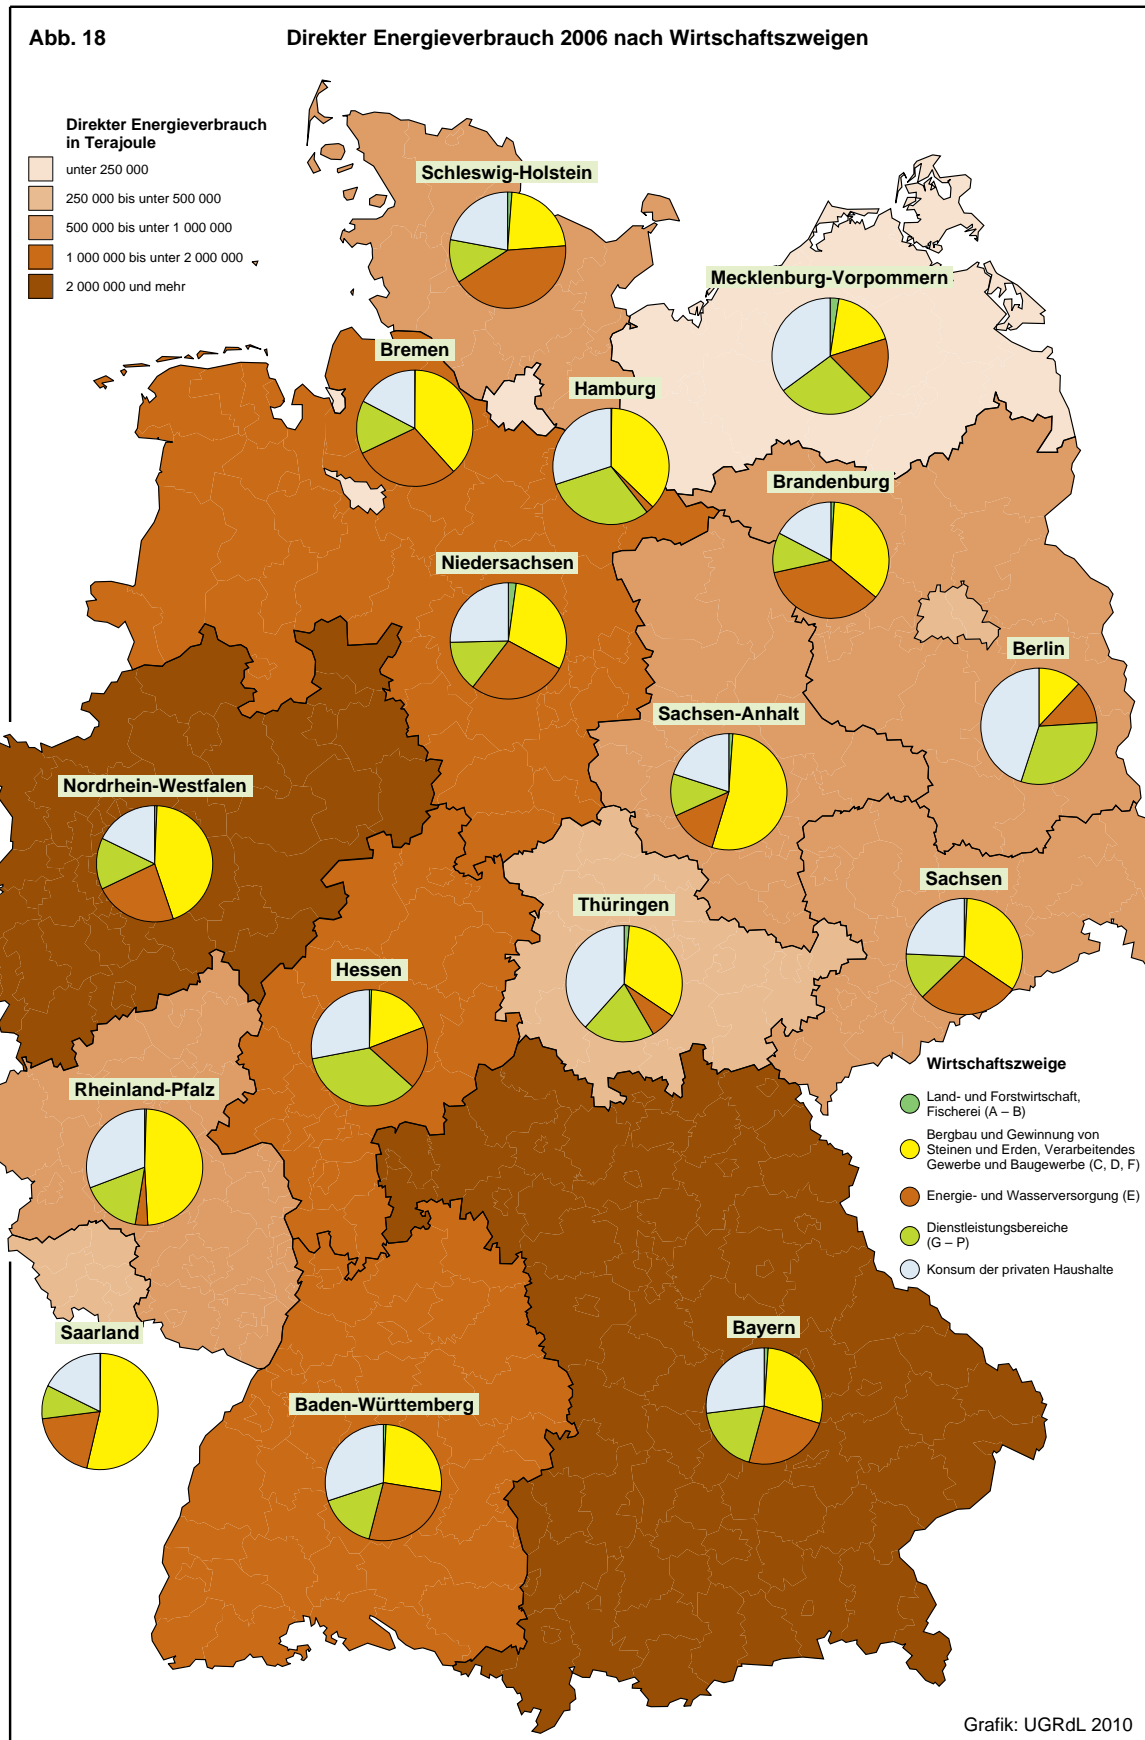 Abb. 18
Direkter Energieverbrauch 2006 nach Wirtschaftszweigen
Direkter Energieverbrauch
in Terajoule
unter 250 000
250 000 bis unter 500 000
500 000 bis unter 1 000 000
1 000 000 bis unter 2 000 000
2 000 000 und mehr
Schleswig-Holstein
Mecklenburg-Vorpommern
Bremen
Hamburg
Brandenburg
Niedersachsen
Berlin
Sachsen-Anhalt
Nordrhein-Westfalen
Sachsen
Thüringen
Hessen
Rheinland-Pfalz
Wirtschaftszweige
Land- und Forstwirtschaft,
Fischerei (A – B)
Bergbau und Gewinnung von
Steinen und Erden, Verarbeitendes
Gewerbe und Baugewerbe (C, D, F)
Energie- und Wasserversorgung (E)
Dienstleistungsbereiche
(G – P)
Konsum der privaten Haushalte
Saarland
Bayern
Baden-Württemberg
Grafik: UGRdL 2010